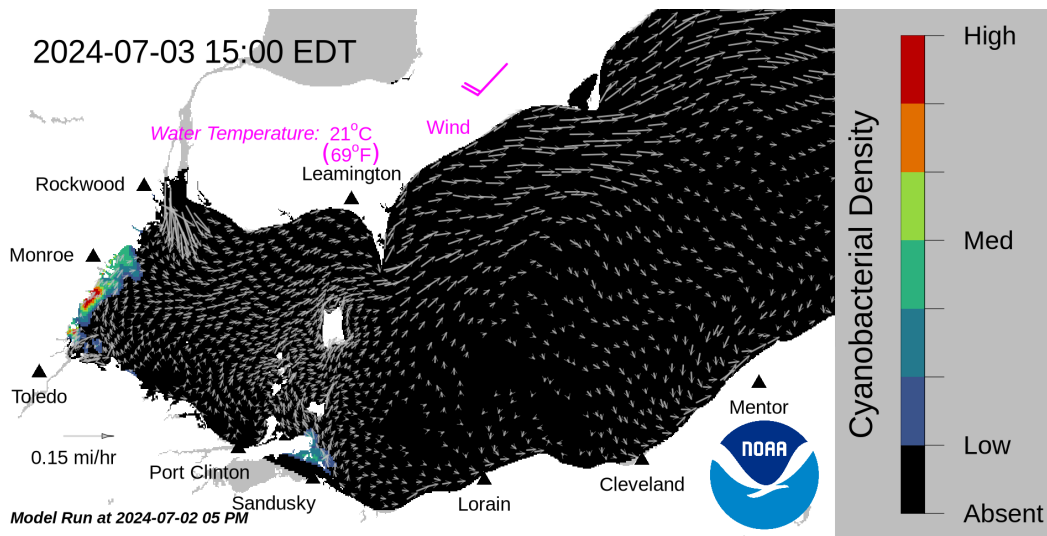 2024-07-03 15:00 EDT
High
Wind
Water Temperature: 21°C
(69°F)
Leamington
Rockwood
Monroe
Med
Cyanobacterial Density
Toledo
Mentor
NOAA
0.15 mi/hr
Port Clinton
Low
Cleveland
Sandusky
Lorain
Model Run at 2024-07-02 05 PM
Absent